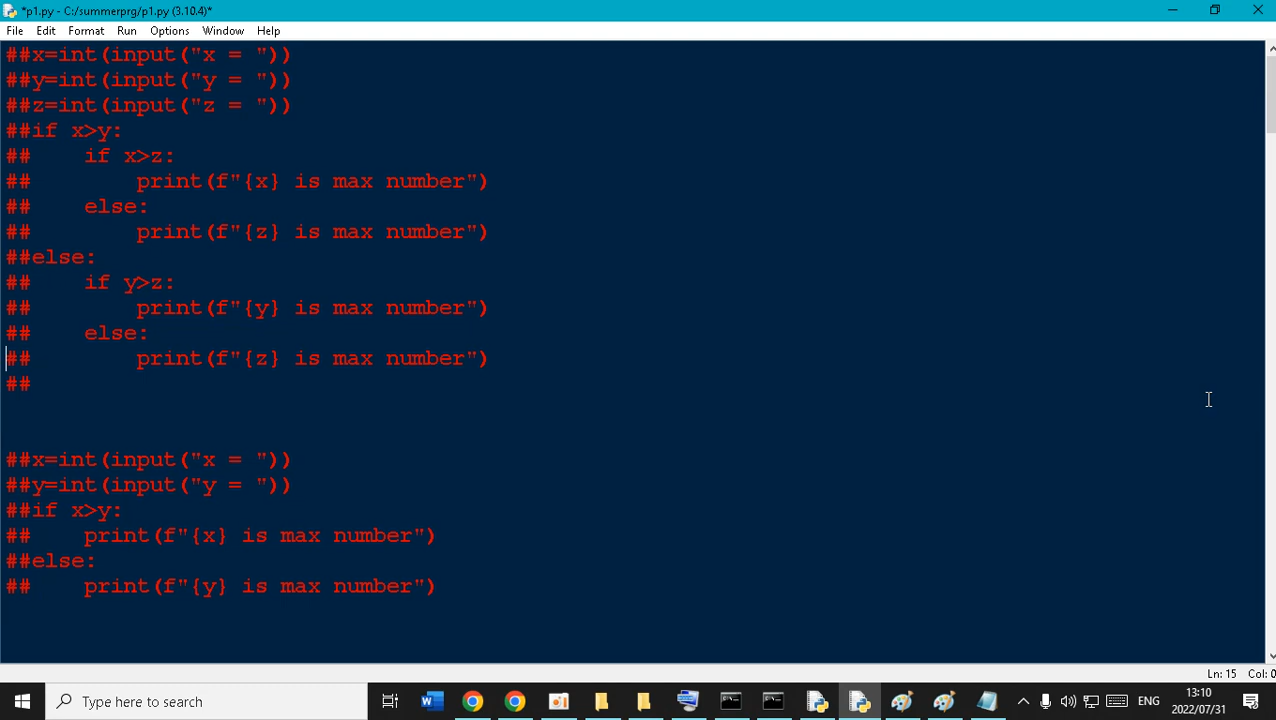 *p1.py - C:/summerprg/p1.py (3.10.4)*
File Edit Format Run Options Window Help
##x=int(input("x = "))
##y=int(input("y = "))
##z=int(input("z = "))
##if x>y:
##    if x>z:
##        print(f"{x} is max number")
##    else:
##        print(f"{z} is max number")
##else:
##    if y>z:
##        print(f"{y} is max number")
##    else:
##        print(f"{z} is max number")
##
##x=int(input("x = "))
##y=int(input("y = "))
##if x>y:
##    print(f"{x} is max number")
##else:
##    print(f"{y} is max number")
Ln: 15 Col: 0
Type here to search
ENG
13:10
2022/07/31